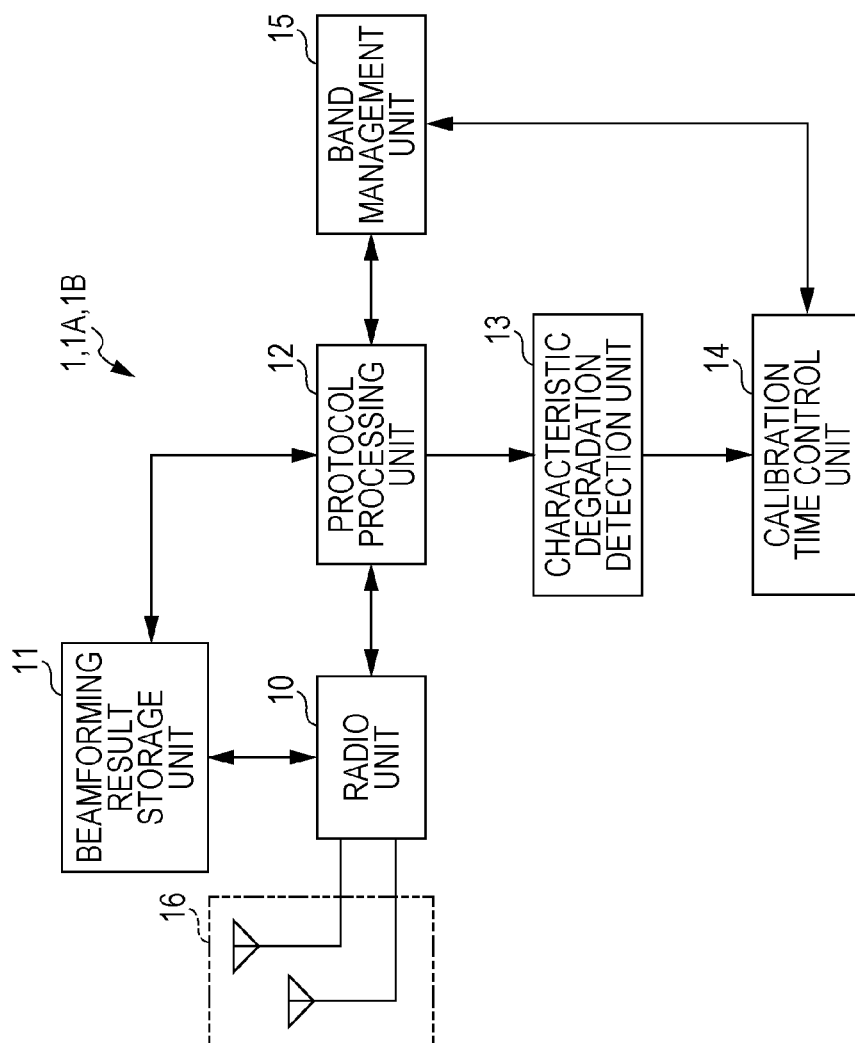 1,1A,1B
11
BEAMFORMING
RESULT
STORAGE
UNIT
16
10
RADIO
UNIT
12
PROTOCOL
PROCESSING
UNIT
15
BAND
MANAGEMENT
UNIT
13
CHARACTERISTIC
DEGRADATION
DETECTION UNIT
14
CALIBRATION
TIME CONTROL
UNIT